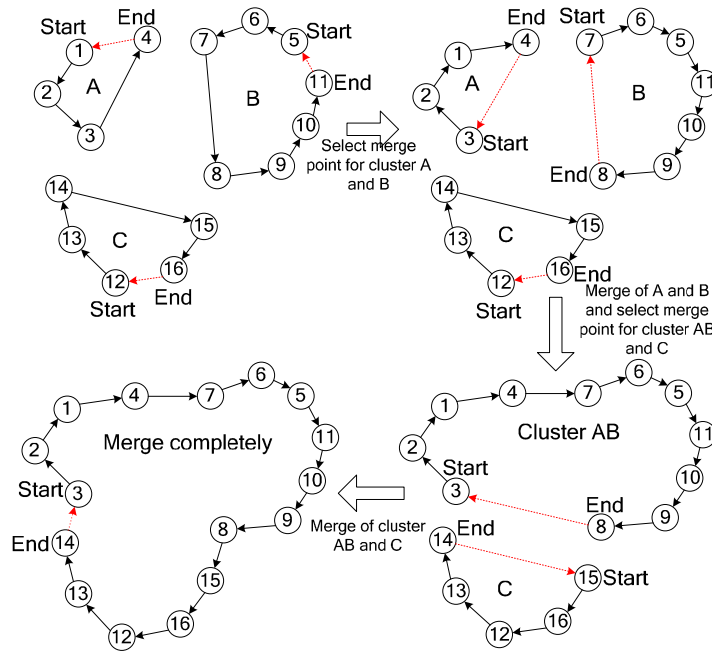 End
Start
1
4
2
A
3
6
7
5
Start
11
End
B
10
9
8
14
15
13
C
12
16
Start
End
Select merge
point for cluster A
and B
End
1
4
2
A
3
Start
Start
7
6
5
11
B
10
9
End
8
14
15
13
C
12
16
End
Start
Merge of A and B
and select merge
point for cluster AB
and C
6
4
7
5
1
11
2
Cluster AB
Start
10
3
End
8
9
End
14
15
Start
13
C
16
12
Merge of cluster
AB and C
6
4
7
5
1
11
2
Merge completely
10
Start
3
9
8
End
14
15
13
16
12